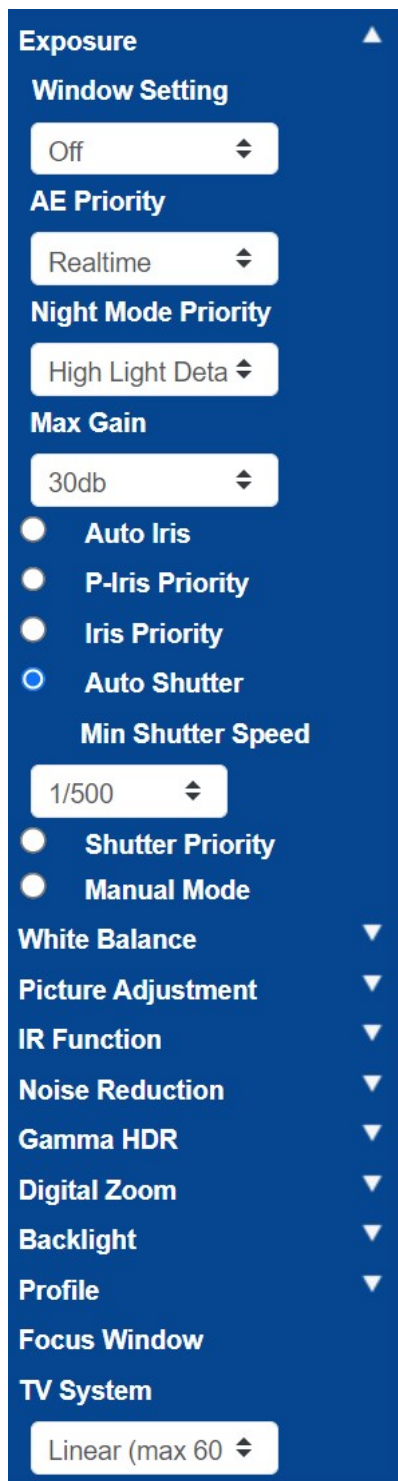 Exposure
Window Setting
Off
AE Priority
Realtime
Night Mode Priority
High Light Deta
Max Gain
30db
Auto Iris
P-Iris Priority
Iris Priority
Auto Shutter
Min Shutter Speed
1/500
Shutter Priority
Manual Mode
White Balance
Picture Adjustment
IR Function
Noise Reduction
Gamma HDR
Digital Zoom
Backlight
Profile
Focus Window
TV System
Linear (max 60